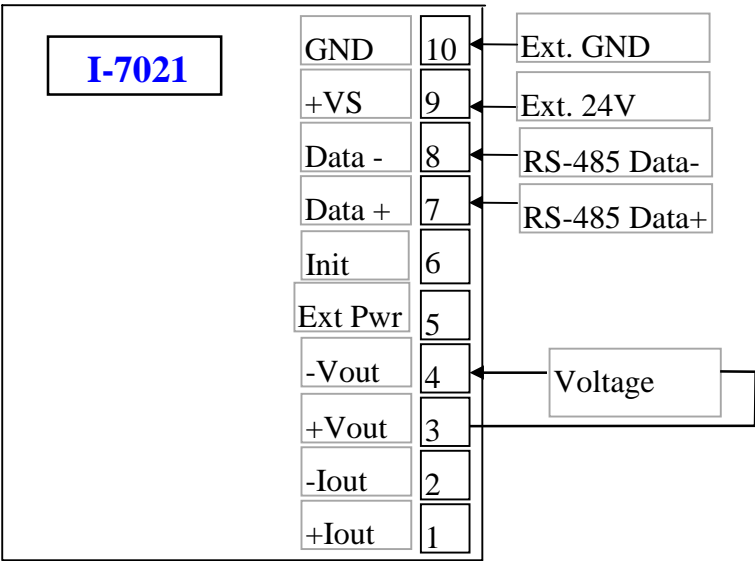 I-7021
GND 10 Ext. GND
+VS 9 Ext. 24V
Data - 8 RS-485 Data-
Data + 7 RS-485 Data+
Init 6
Ext Pwr 5
-Vout 4 Voltage
+Vout 3
-Iout 2
+Iout 1